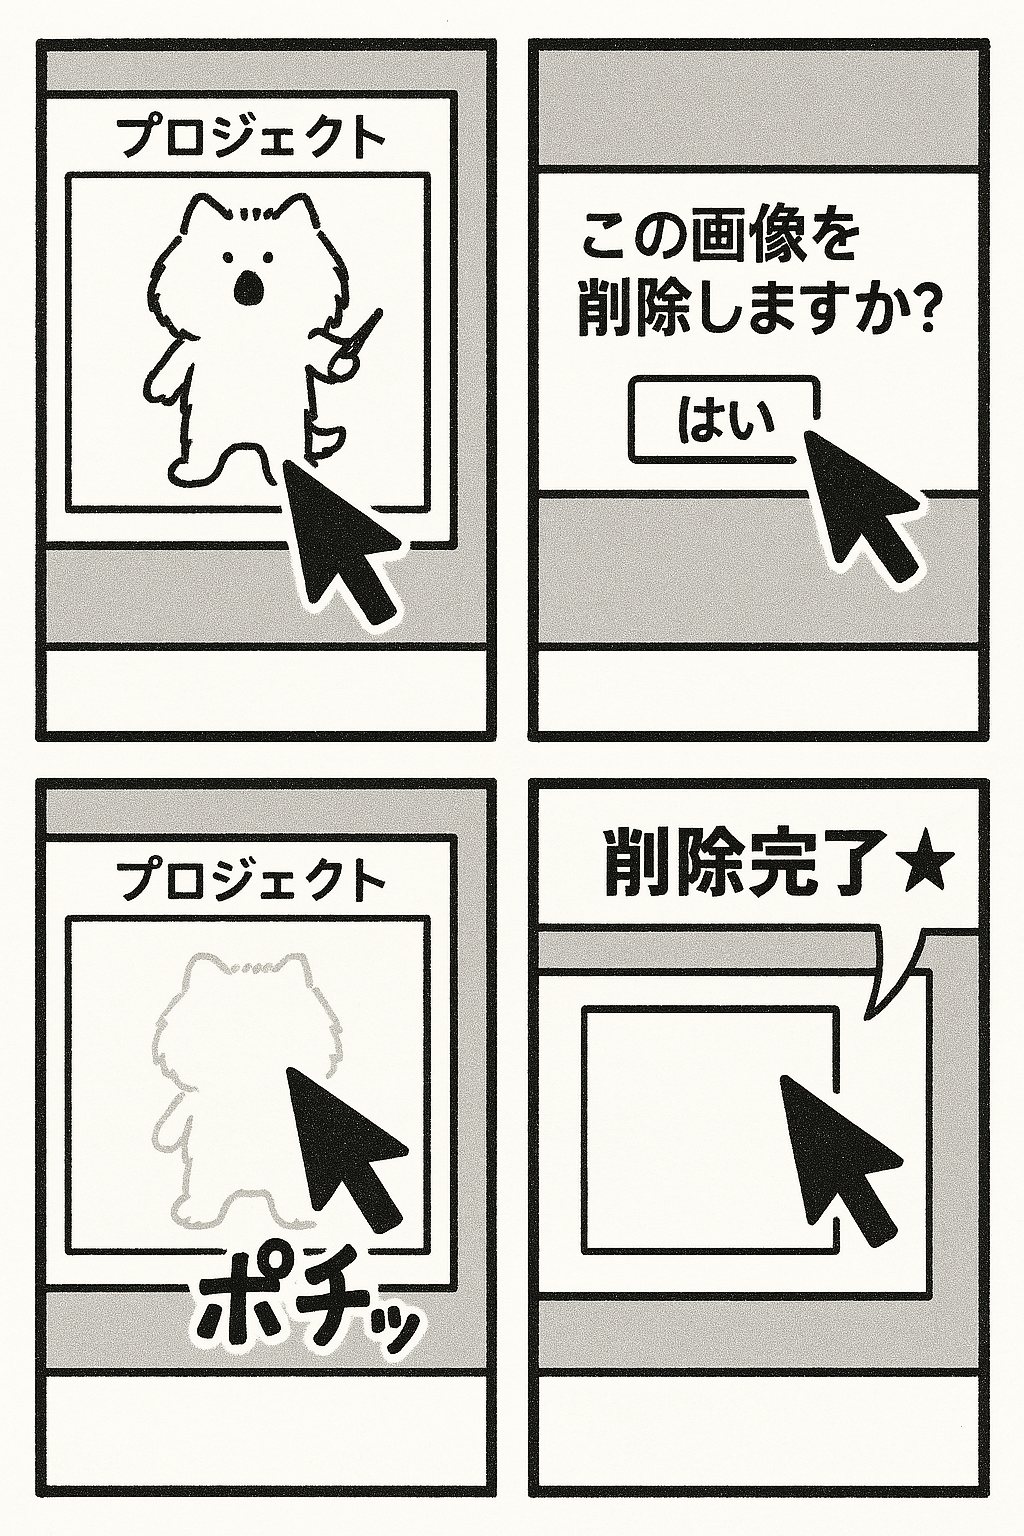 プロジェクト
この画像を
削除しますか?
はい
プロジェクト
ポチッ
削除完了★